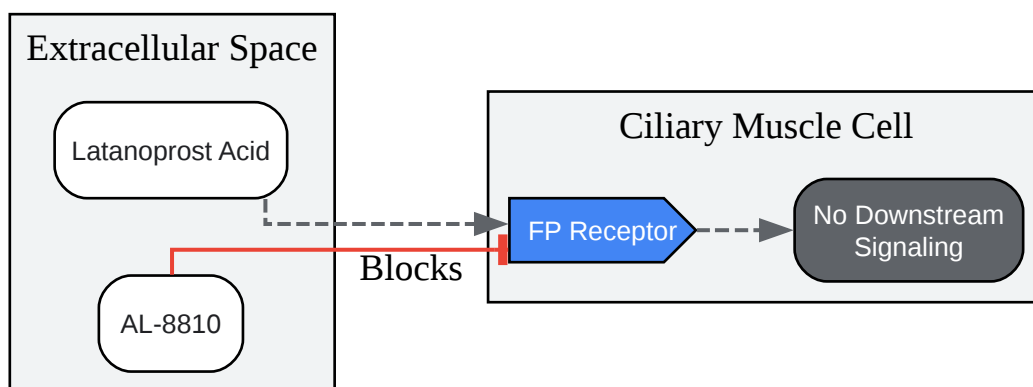 Extracellular Space
Latanoprost Acid
AL-8810
Blocks
Ciliary Muscle Cell
FP Receptor
No Downstream
Signaling